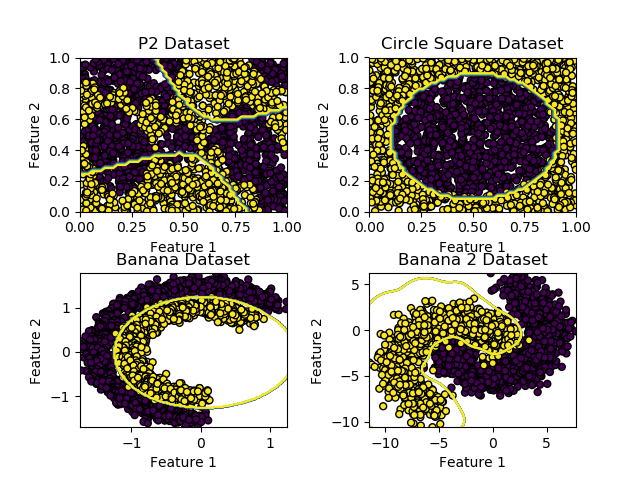 P2 Dataset
Feature 2
1.0
0.8
0.6
0.4
0.2
0.0
0.00 0.25 0.50 0.75 1.00
Feature 1
Circle Square Dataset
Feature 2
1.0
0.8
0.6
0.4
0.2
0.0
0.00 0.25 0.50 0.75 1.00
Feature 1
Banana Dataset
Feature 2
1
0
−1
−1 0 1
Feature 1
Banana 2 Dataset
Feature 2
5
0
−5
−10
−10 −5 0 5
Feature 1